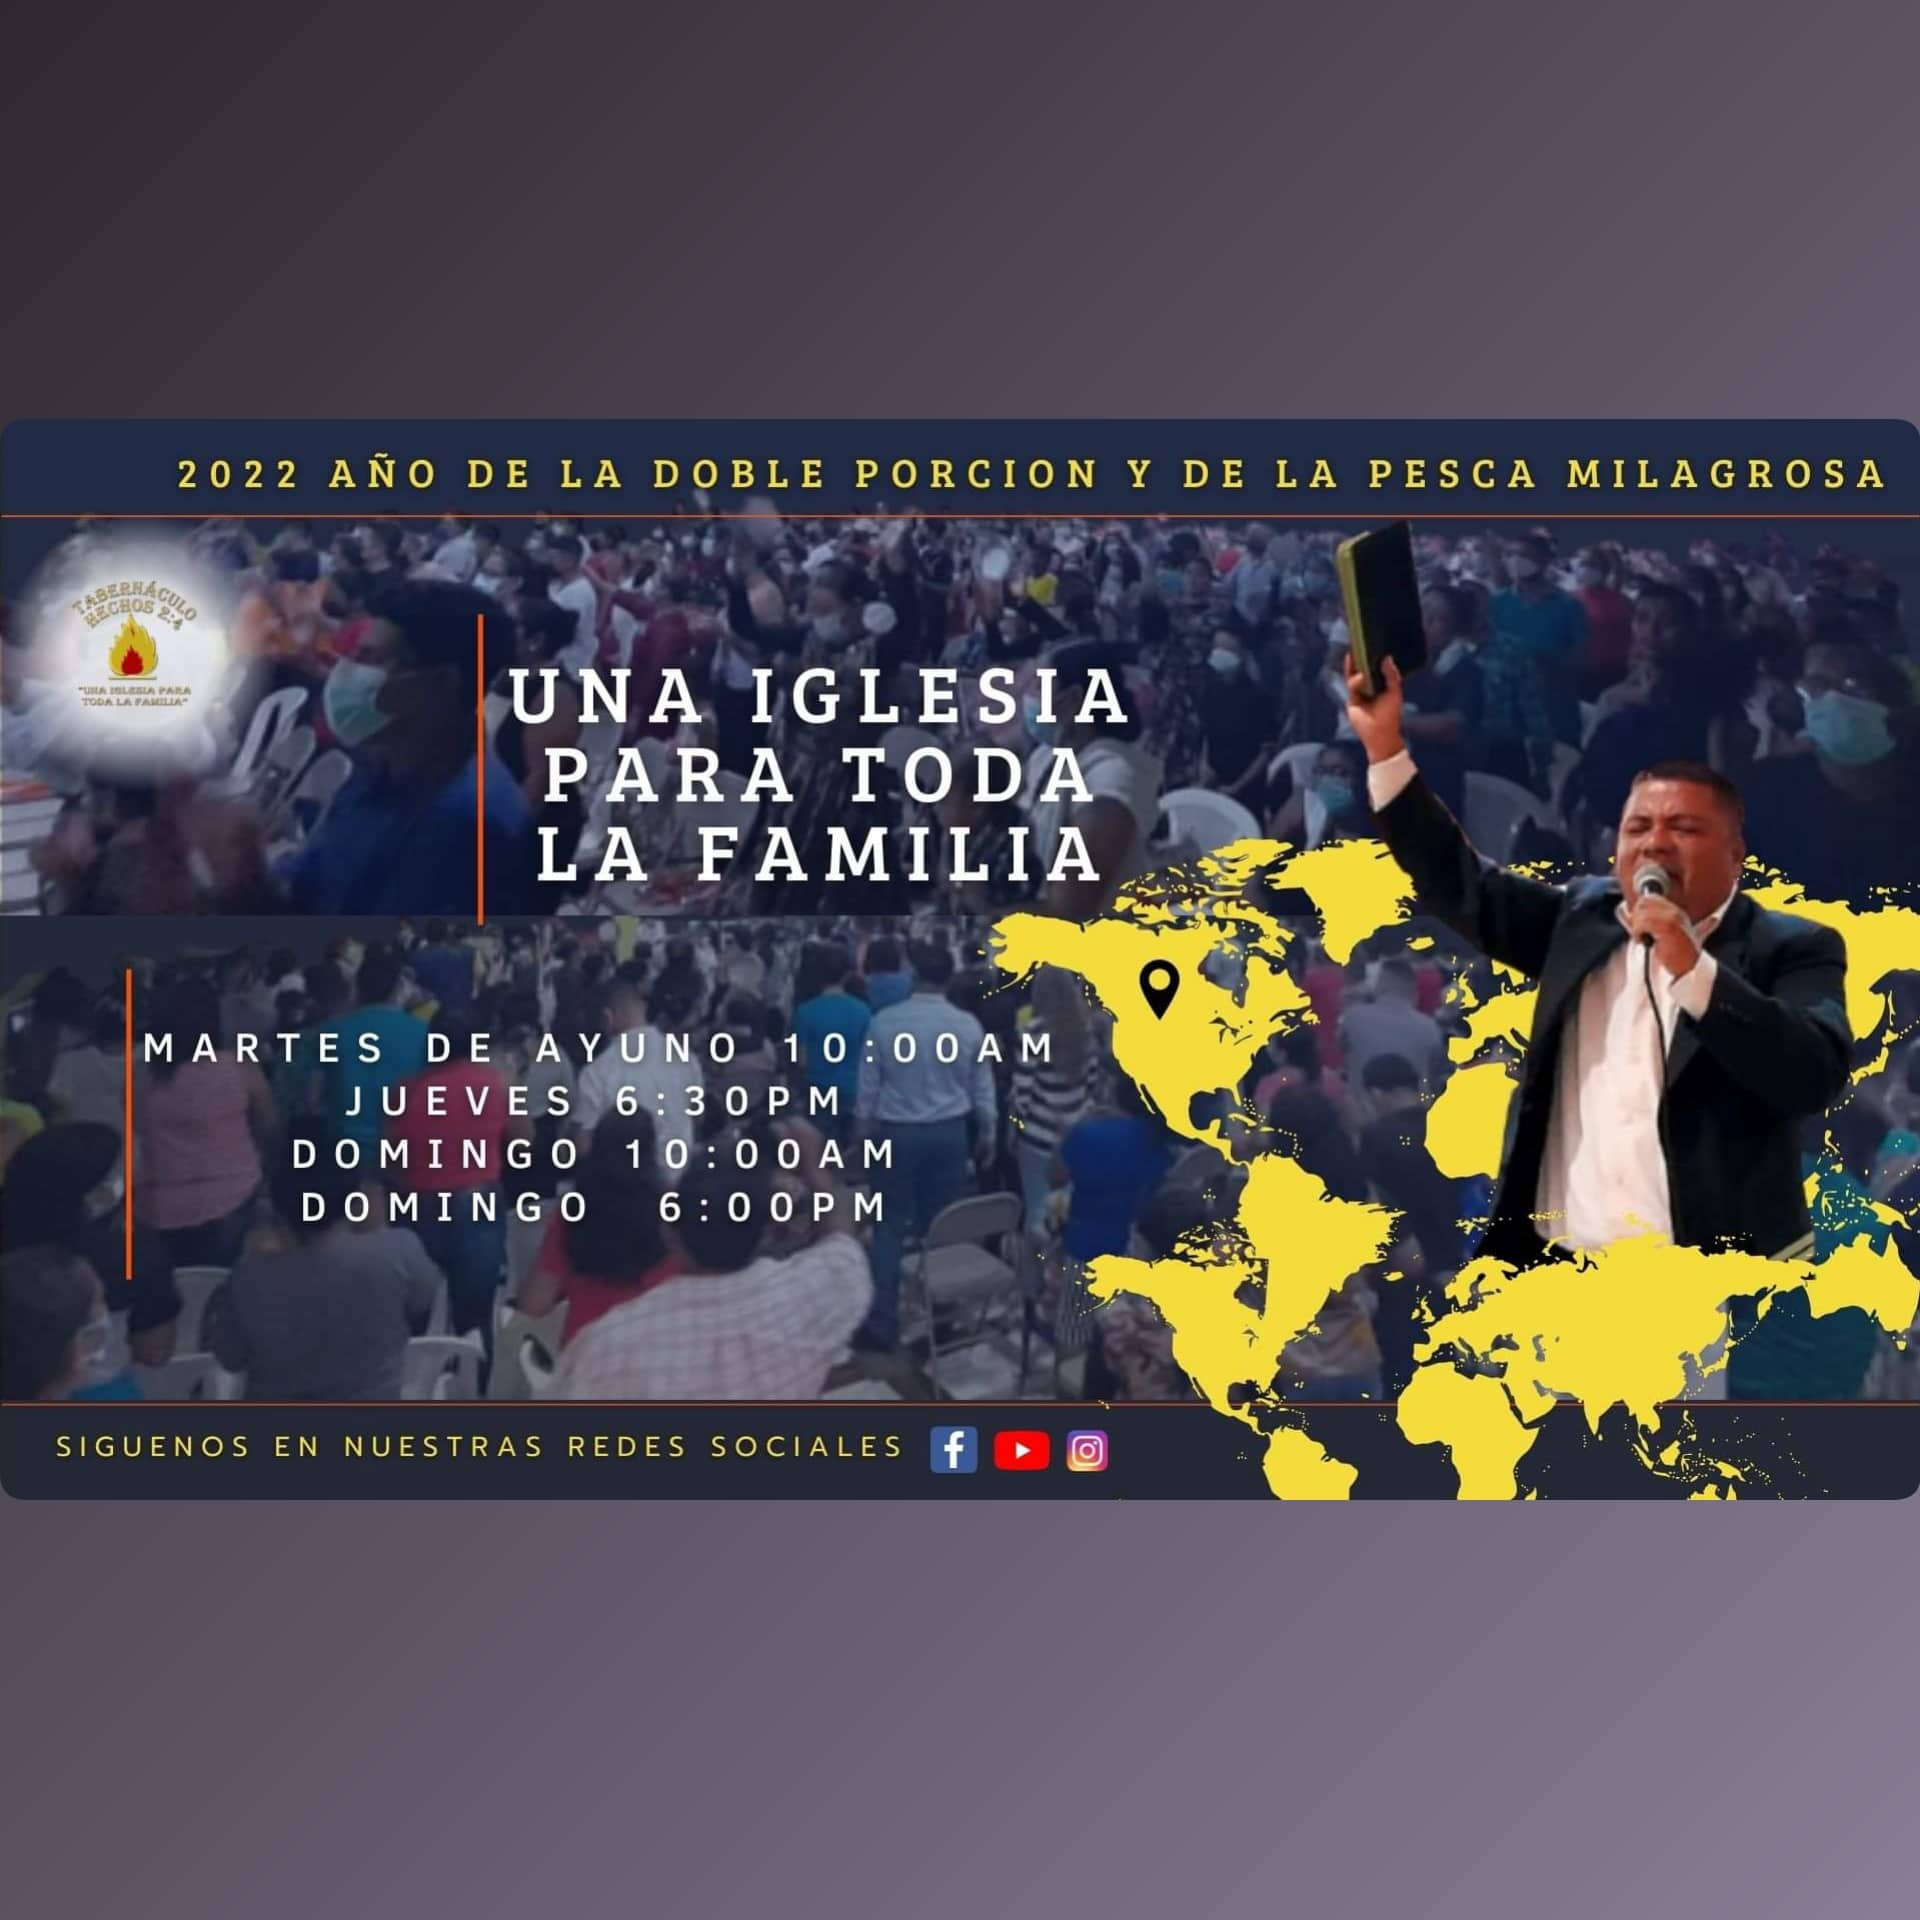 2022 AÑO DE LA DOBLE PORCION Y DE LA PESCA MILAGROSA
TABERNÁCULO
HECHOS 2:4
"UNA IGLESIA PARA
TODA LA FAMILIA"
UNA IGLESIA
PARA TODA
LA FAMILIA
MARTES DE AYUNO 10:00AM
JUEVES 6:30PM
DOMINGO 10:00AM
DOMINGO 6:00PM
SIGUENOS EN NUESTRAS REDES SOCIALES